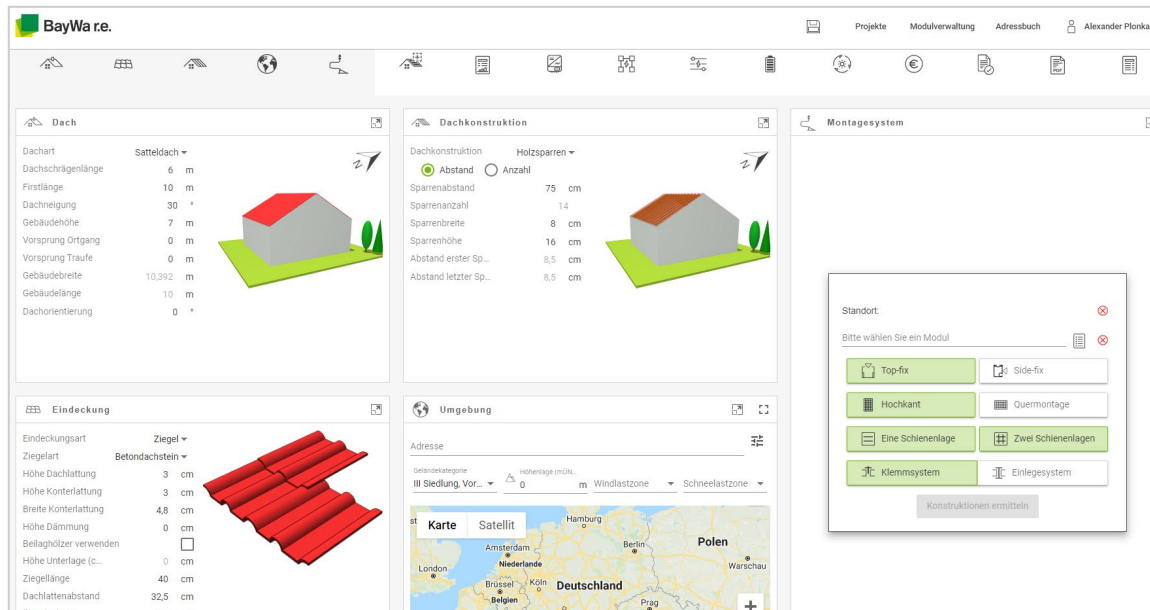 BayWa r.e.
Projekte Modulverwaltung Adressbuch Alexander Plonka
Dach
Dachart Satteldach
Dachschrägenlänge 6 m
Firstlänge 10 m
Dachneigung 30 °
Gebäudehöhe 7 m
Vorsprung Ortgang 0 m
Vorsprung Traufe 0 m
Gebäudebreite 10,392 m
Gebäudelänge 10 m
Dachorientierung 0 °
Z
Dachkonstruktion
Dachkonstruktion Holzsparren
Abstand Anzahl
Sparrenabstand 75 cm
Sparrenanzahl 14
Sparrenbreite 8 cm
Sparrenhöhe 16 cm
Abstand erster Sp... 8,5 cm
Abstand letzter Sp... 8,5 cm
Z
Montagesystem
Standort:
Bitte wählen Sie ein Modul
Top-fix Side-fix
Hochkant Quermontage
Eine Schienenlage Zwei Schienenlagen
Klemmsystem Einlegesystem
Konstruktionen ermitteln
Eindeckung
Eindeckungsart Ziegel
Ziegelart Betondachstein
Höhe Dachlattung 3 cm
Höhe Konterlattung 3 cm
Breite Konterlattung 4,8 cm
Höhe Dämmung 0 cm
Beilaghölzer verwenden
Höhe Unterlage (c... 0 cm
Ziegellänge 40 cm
Dachlattenabstand 32,5 cm
Umgebung
Adresse
Geländekategorie Höhenlage (müN...
III Siedlung, Vor... 0 m Windlastzone Schneelastzone
st
Karte Satellit
Hamburg
Amsterdam Berlin Polen
London Niederlande Warschau
Brüssel Köln Deutschland
Belgien Prag
+